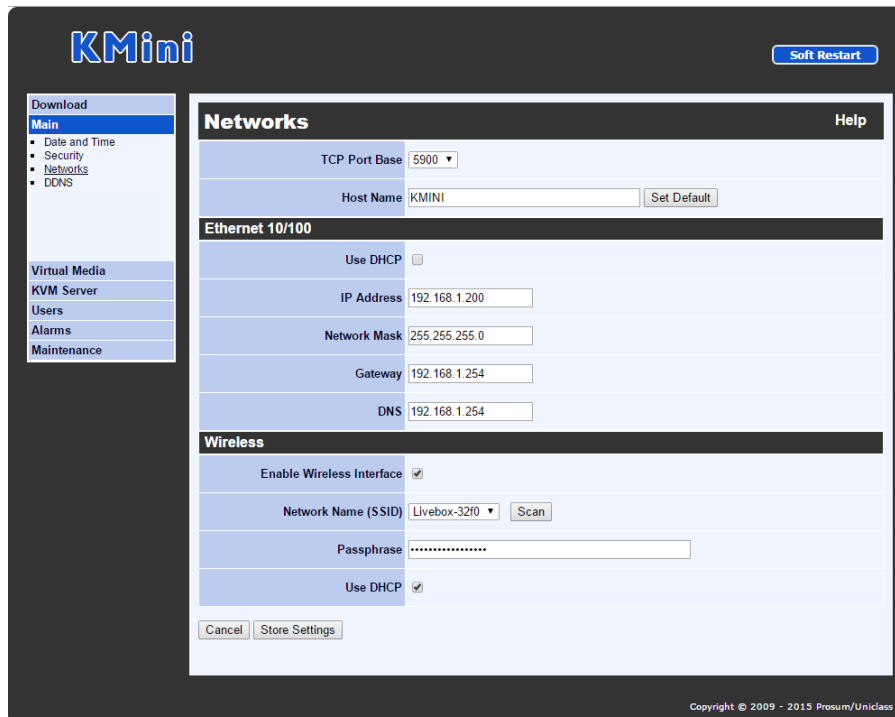 KMini
Soft Restart
Download
Main
Date and Time
Security
Networks
DDNS
Virtual Media
KVM Server
Users
Alarms
Maintenance
Networks Help
TCP Port Base 5900
Host Name KMINI Set Default
Ethernet 10/100
Use DHCP
IP Address 192.168.1.200
Network Mask 255.255.255.0
Gateway 192.168.1.254
DNS 192.168.1.254
Wireless
Enable Wireless Interface
Network Name (SSID) Livebox-32f0 Scan
Passphrase •••••••••••••••••
Use DHCP
Cancel Store Settings
Copyright © 2009 - 2015 Prosum/Uniclass